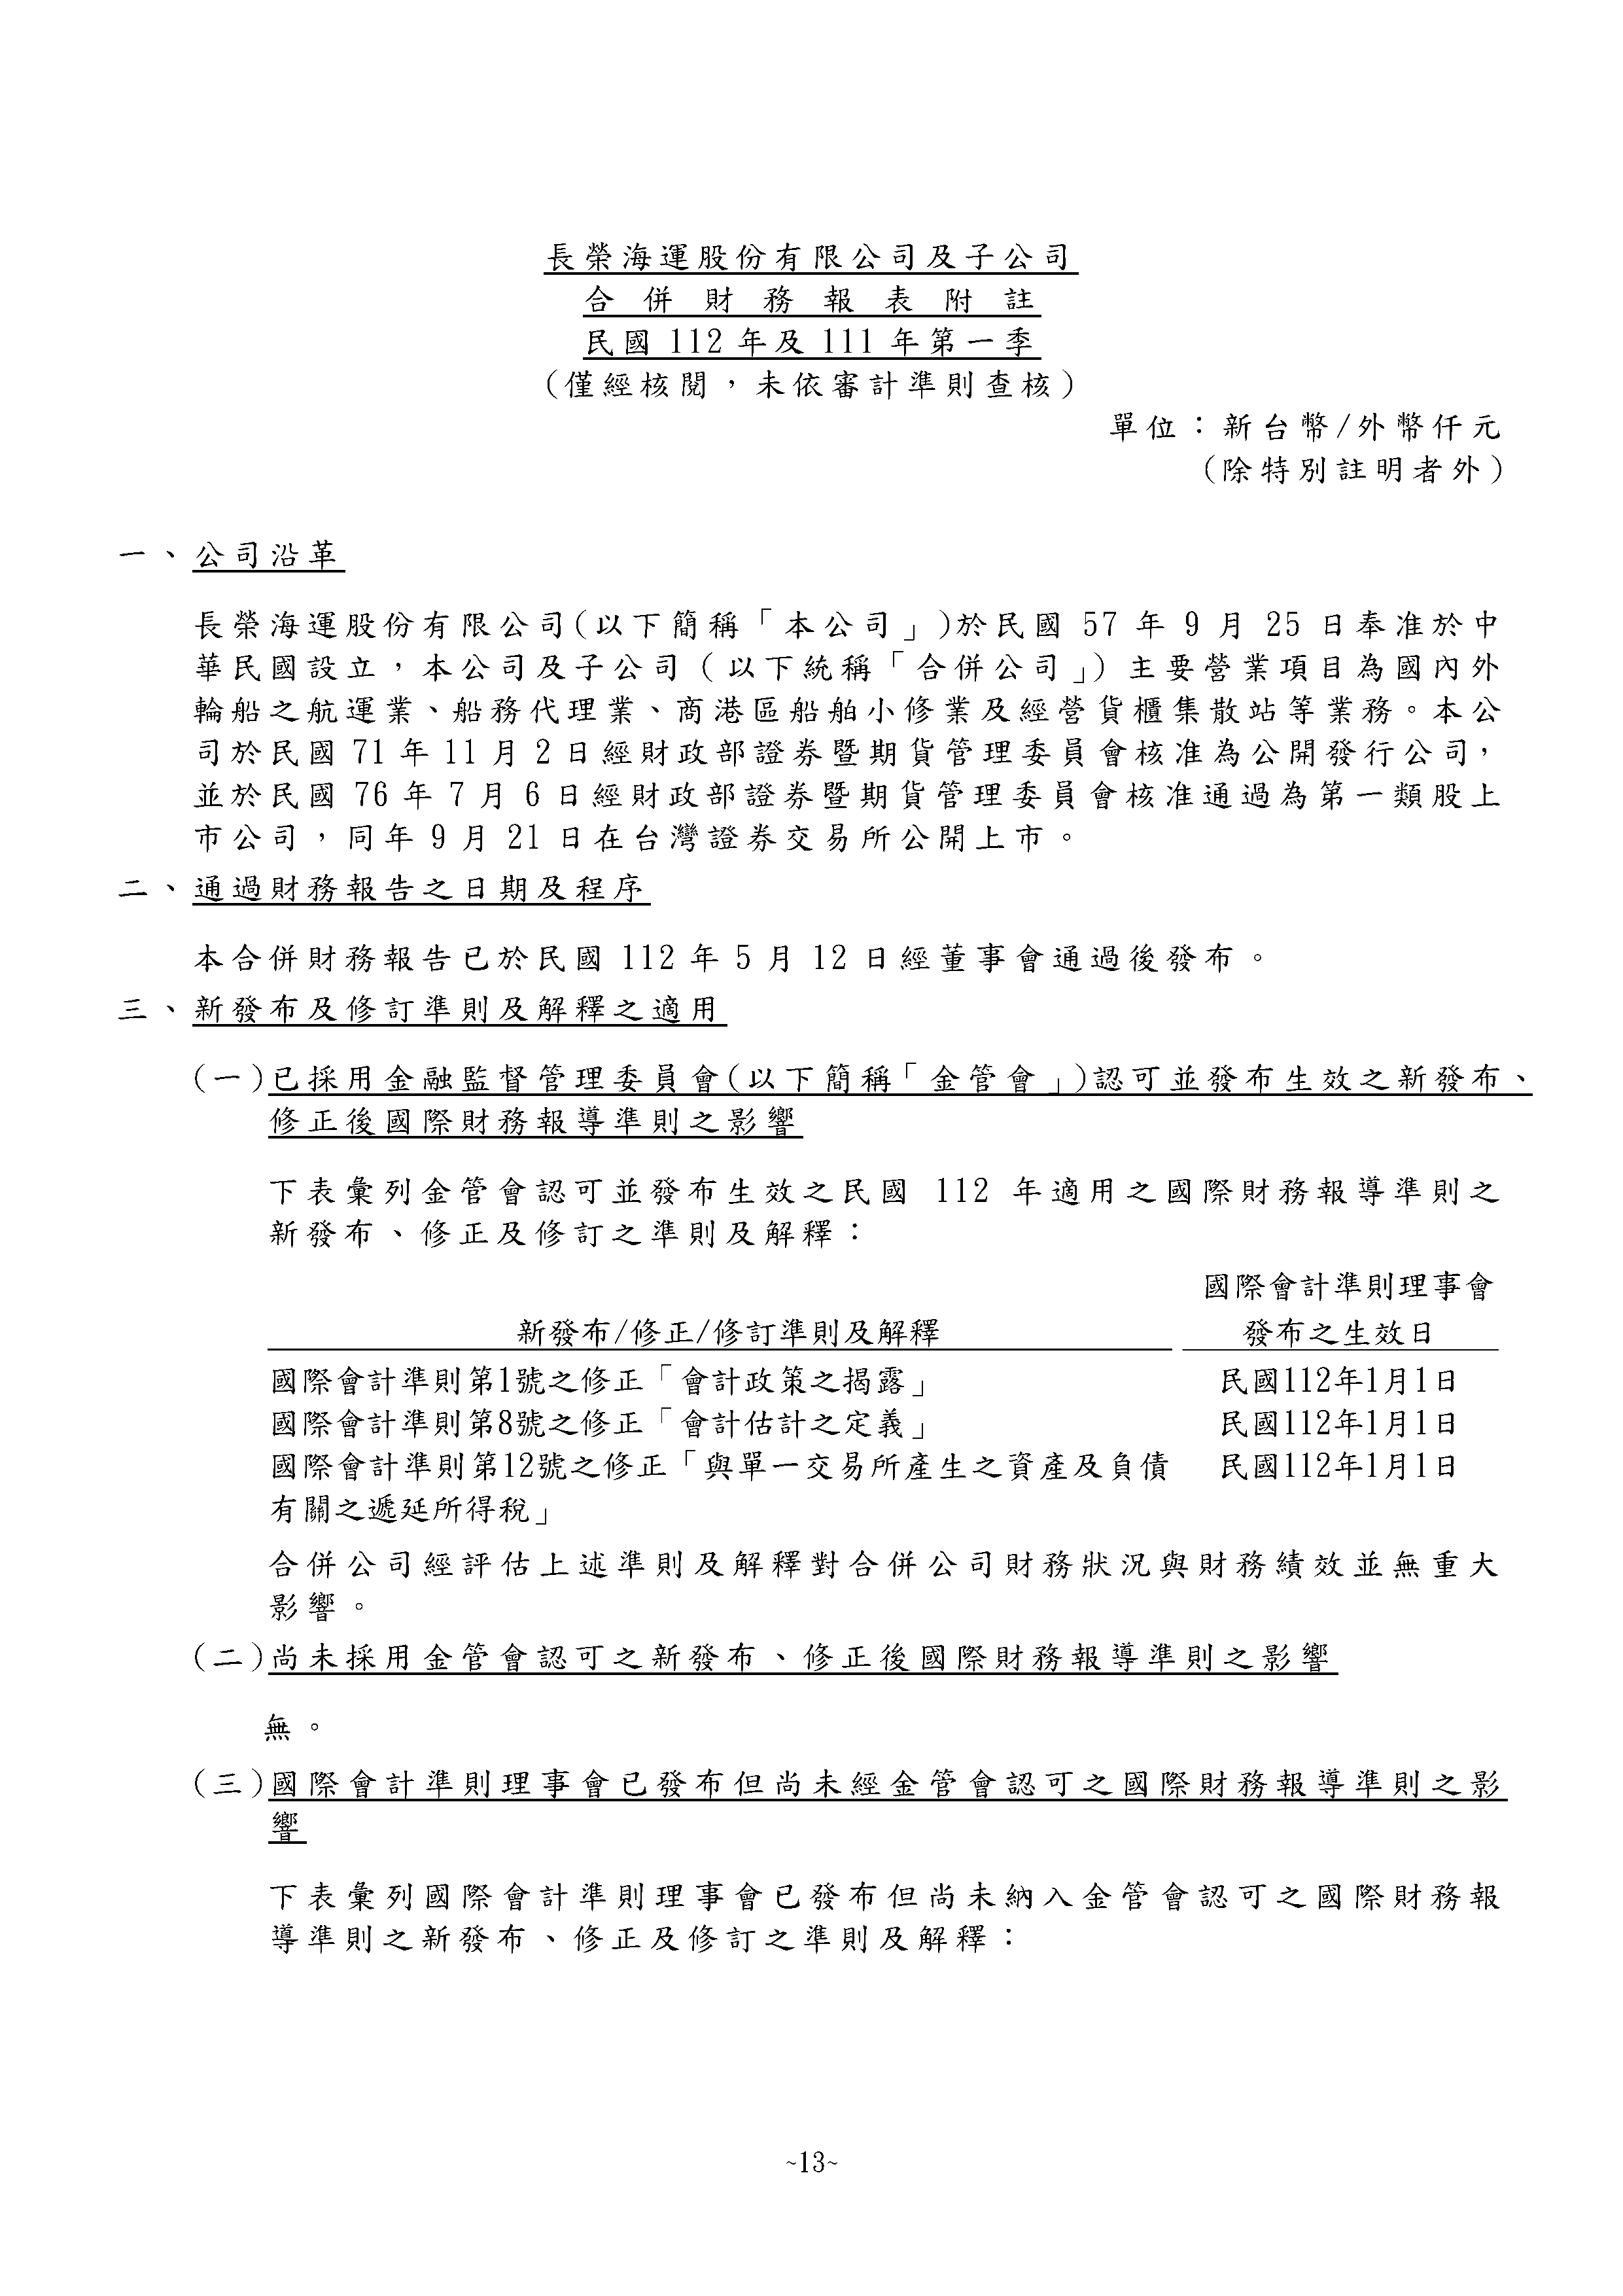 長榮海運股份有限公司及子公司
合併財務報表附註
民國 112 年及 111 年第一季
(僅經核閱，未依審計準則查核)
單位：新台幣/外幣仟元
(除特別註明者外)
一、公司沿革
長榮海運股份有限公司(以下簡稱「本公司」)於民國 57 年 9 月 25 日奉准於中
華民國設立，本公司及子公司（以下統稱「合併公司」）主要營業項目為國內外
輪船之航運業、船務代理業、商港區船舶小修業及經營貨櫃集散站等業務。本公
司於民國 71 年 11 月 2 日經財政部證券暨期貨管理委員會核准為公開發行公司，
並於民國 76 年 7 月 6 日經財政部證券暨期貨管理委員會核准通過為第一類股上
市公司，同年 9 月 21 日在台灣證券交易所公開上市。
二、通過財務報告之日期及程序
本合併財務報告已於民國 112 年 5 月 12 日經董事會通過後發布。
三、新發布及修訂準則及解釋之適用
(一)已採用金融監督管理委員會(以下簡稱「金管會」)認可並發布生效之新發布、
修正後國際財務報導準則之影響
下表彙列金管會認可並發布生效之民國 112 年適用之國際財務報導準則之
新發布、修正及修訂之準則及解釋：
國際會計準則理事會
新發布/修正/修訂準則及解釋 發布之生效日
國際會計準則第1號之修正「會計政策之揭露」 民國112年1月1日
國際會計準則第8號之修正「會計估計之定義」 民國112年1月1日
國際會計準則第12號之修正「與單一交易所產生之資產及負債 民國112年1月1日
有關之遞延所得稅」
合併公司經評估上述準則及解釋對合併公司財務狀況與財務績效並無重大
影響。
(二)尚未採用金管會認可之新發布、修正後國際財務報導準則之影響
無。
(三)國際會計準則理事會已發布但尚未經金管會認可之國際財務報導準則之影
響
下表彙列國際會計準則理事會已發布但尚未納入金管會認可之國際財務報
導準則之新發布、修正及修訂之準則及解釋：
~13~